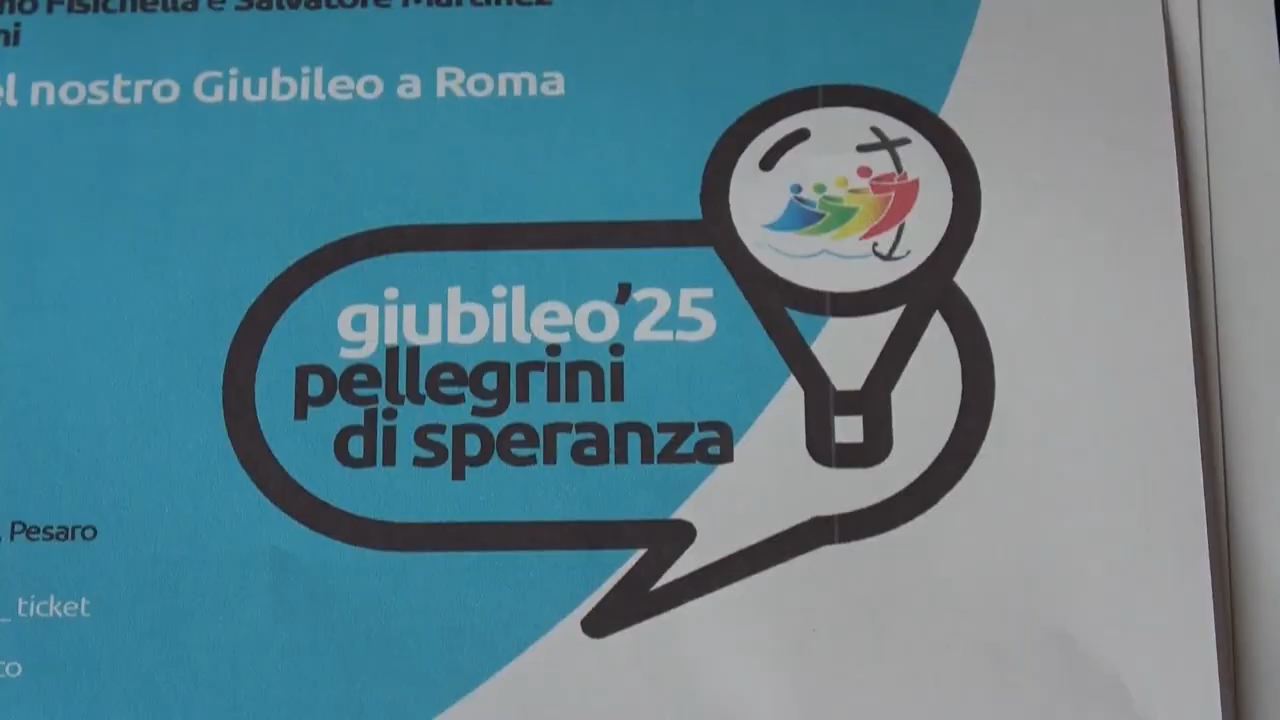 Fisichella e Salvatore Martinez
nostro Giubileo a Roma
giubileo'25
pellegrini
di speranza
Pesaro
_ ticket